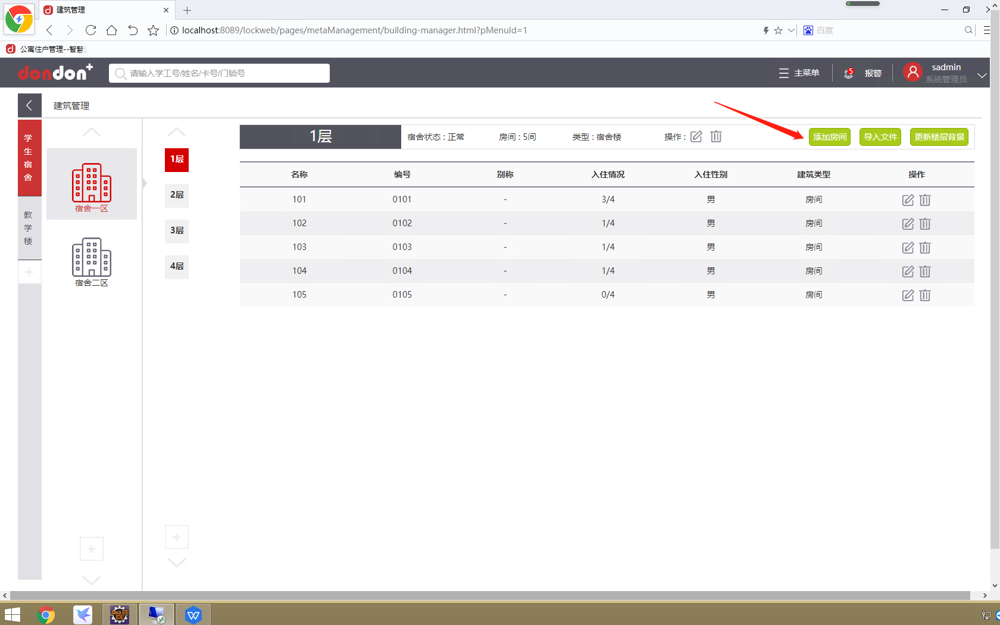 建筑管理
localhost:8089/lockweb/pages/metaManagement/building-manager.html?pMenuId=1
百度
公寓住户管理--智慧
dondon+
请输入学工号/姓名/卡号/门锁号
主菜单
5
报警
sadmin
系统管理员
建筑管理
学生宿舍
教学楼
宿舍一区
宿舍二区
1层
2层
3层
4层
1层
宿舍状态 : 正常
房间 : 5间
类型 : 宿舍楼
操作 :
添加房间
导入文件
更新楼层背景
名称 编号 别称 入住情况 入住性别 建筑类型 操作
101 0101 - 3/4 男 房间
102 0102 - 1/4 男 房间
103 0103 - 1/4 男 房间
104 0104 - 1/4 男 房间
105 0105 - 0/4 男 房间
Java EE
IDE